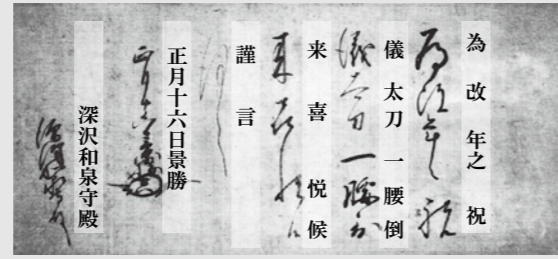 為改年之祝
儀太刀一腰倒
来喜悦候
謹言
正月十六日景勝
深沢和泉守殿